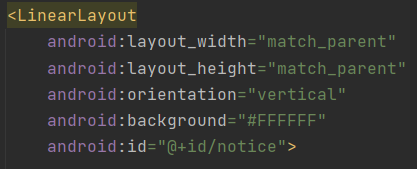 <LinearLayout
android:layout_width="match_parent"
android:layout_height="match_parent"
android:orientation="vertical"
android:background="#FFFFFF"
android:id="@+id/notice">